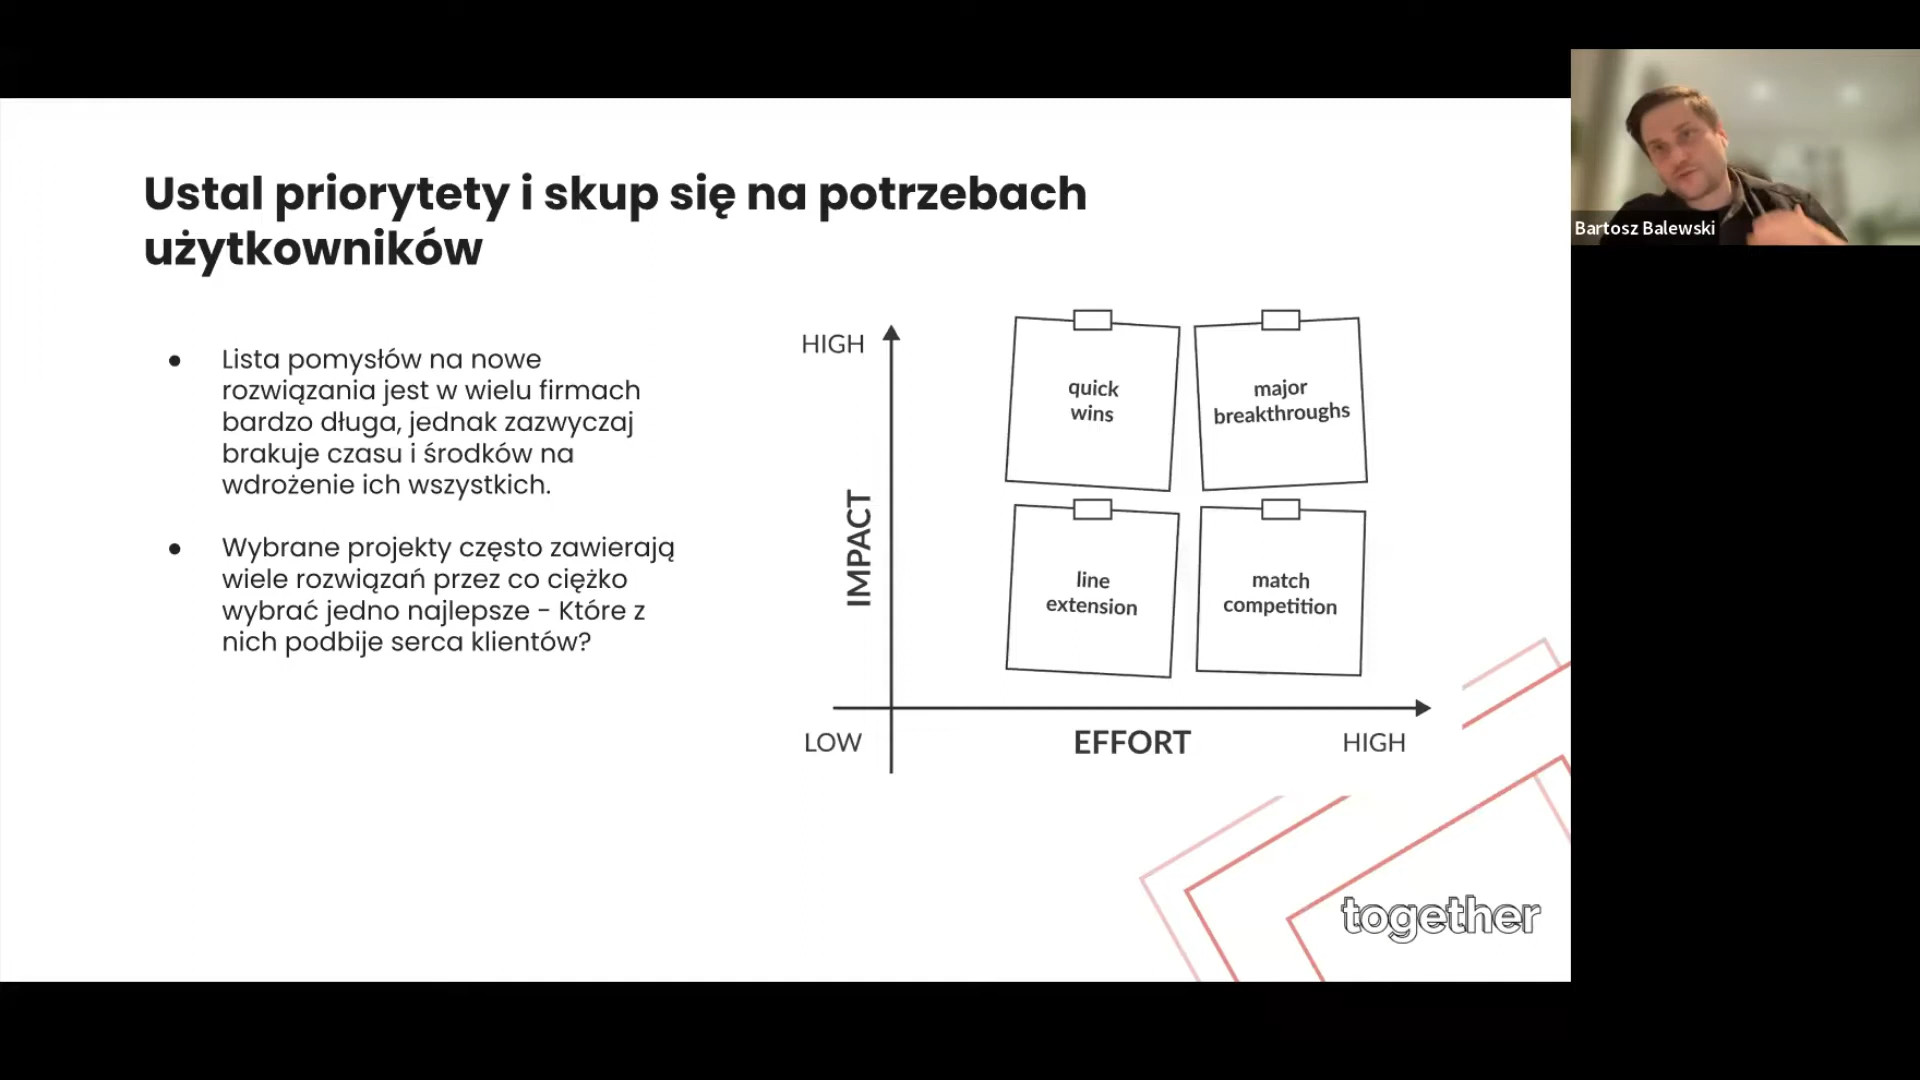 Ustal priorytety i skup się na potrzebach
użytkowników
● Lista pomysłów na nowe
rozwiązania jest w wielu firmach
bardzo długa, jednak zazwyczaj
brakuje czasu i środków na
wdrożenie ich wszystkich.
● Wybrane projekty często zawierają
wiele rozwiązań przez co ciężko
wybrać jedno najlepsze - Które z
nich podbije serca klientów?
HIGH
IMPACT
quick
wins
major
breakthroughs
line
extension
match
competition
LOW
EFFORT
HIGH
together
Bartosz Balewski